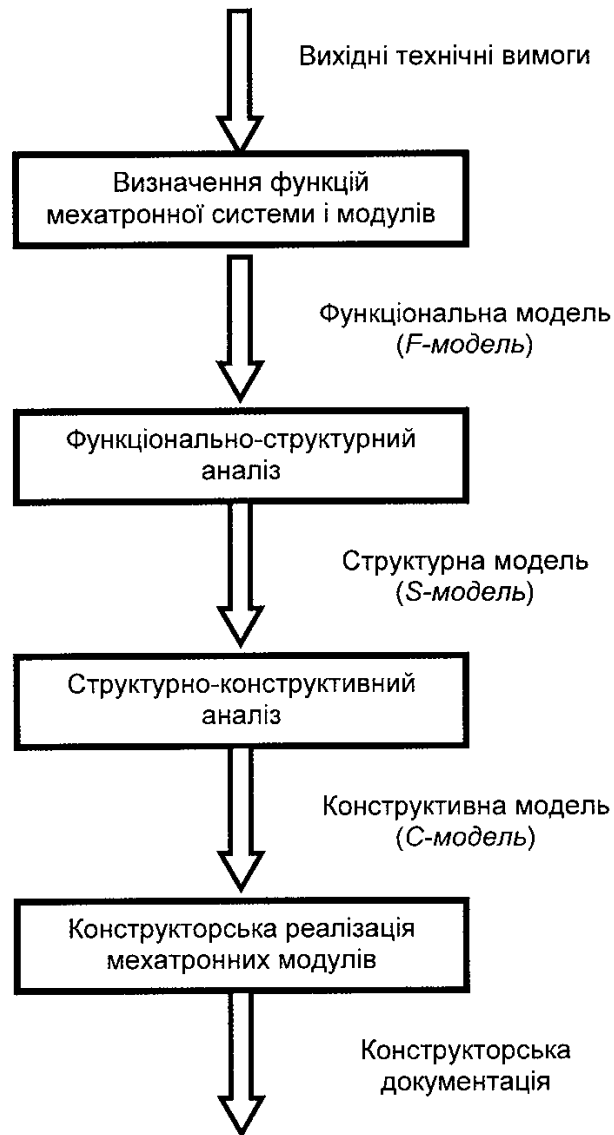 Вихідні технічні вимоги
Визначення функцій
мехатронної системи і модулів
Функціональна модель
(F-модель)
Функціонально-структурний
аналіз
Структурна модель
(S-модель)
Структурно-конструктивний
аналіз
Конструктивна модель
(C-модель)
Конструкторська реалізація
мехатронних модулів
Конструкторська
документація